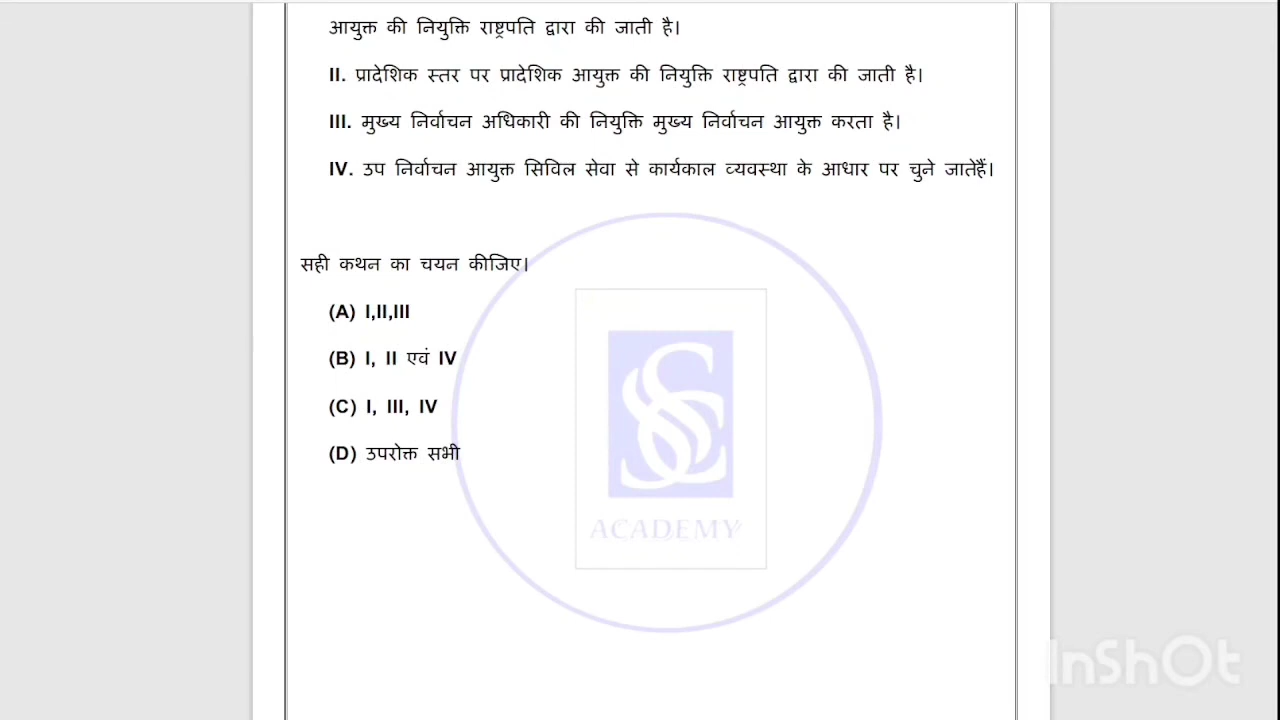 आयुक्त की नियुक्ति राष्ट्रपति द्वारा की जाती है।
II. प्रादेशिक स्तर पर प्रादेशिक आयुक्त की नियुक्ति राष्ट्रपति द्वारा की जाती है।
III. मुख्य निर्वाचन अधिकारी की नियुक्ति मुख्य निर्वाचन आयुक्त करता है।
IV. उप निर्वाचन आयुक्त सिविल सेवा से कार्यकाल व्यवस्था के आधार पर चुने जातेहैं।
सही कथन का चयन कीजिए।
(A) I,II,III
(B) I, II एवं IV
(C) I, III, IV
(D) उपरोक्त सभी
ACADEMY
InShOt